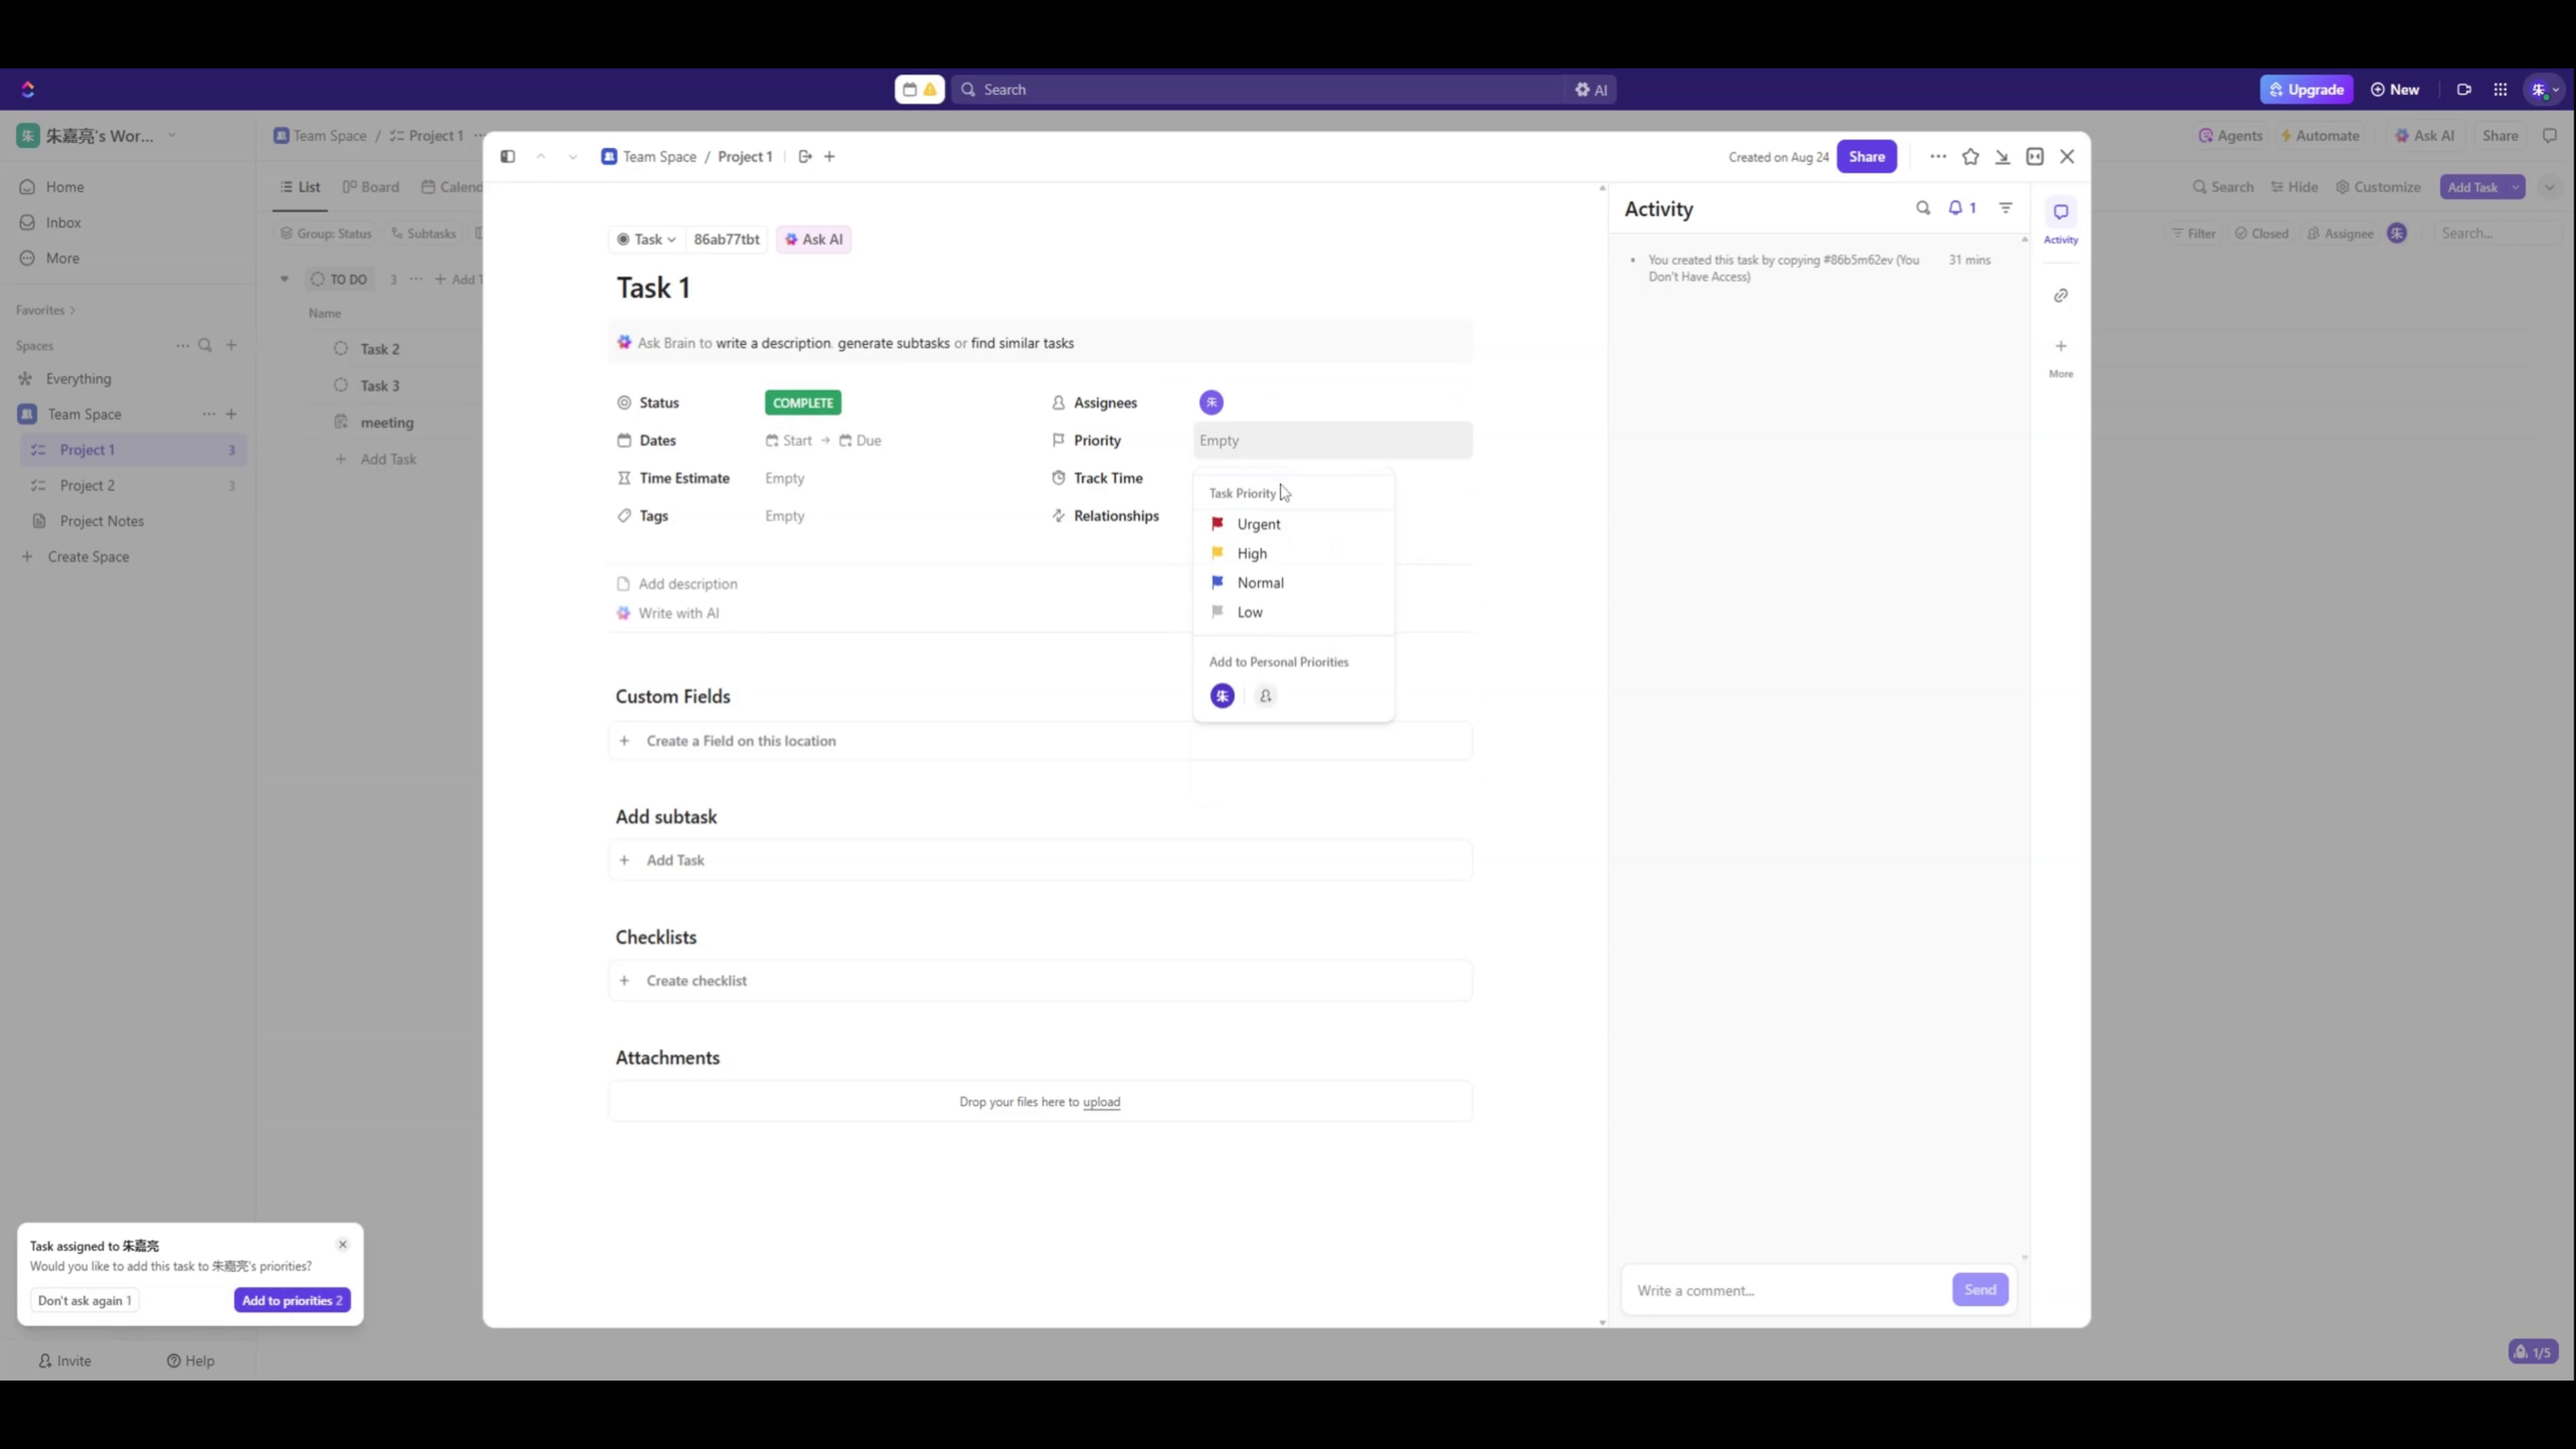 Search
AI
Upgrade
New
朱
朱 朱嘉亮's Wor...
Team Space / Project 1 ...
Agents
Automate
Ask AI
Share
Home
Inbox
More
Favorites
Spaces
Everything
Team Space
Project 1 3
Project 2 3
Project Notes
Create Space
List
Board
Calend
Search
Hide
Customize
Add Task
Group: Status
Subtasks
Filter
Closed
Assignee
朱
Search...
TO DO 3 ... + Add T
Name
Task 2
Task 3
meeting
+ Add Task
Team Space / Project 1
Created on Aug 24
Share
Task
86ab77tbt
Ask AI
Task 1
Ask Brain to write a description, generate subtasks or find similar tasks
Status COMPLETE
Assignees 朱
Dates Start → Due
Priority Empty
Time Estimate Empty
Track Time
Tags Empty
Relationships
Task Priority
Urgent
High
Normal
Low
Add to Personal Priorities
朱
Add description
Write with AI
Custom Fields
+ Create a Field on this location
Add subtask
+ Add Task
Checklists
+ Create checklist
Attachments
Drop your files here to upload
Activity
1
You created this task by copying #86b5m62ev (You
Don't Have Access)
31 mins
Activity
More
Write a comment...
Send
Task assigned to 朱嘉亮
Would you like to add this task to 朱嘉亮's priorities?
Don't ask again 1
Add to priorities 2
Invite
Help
1/5